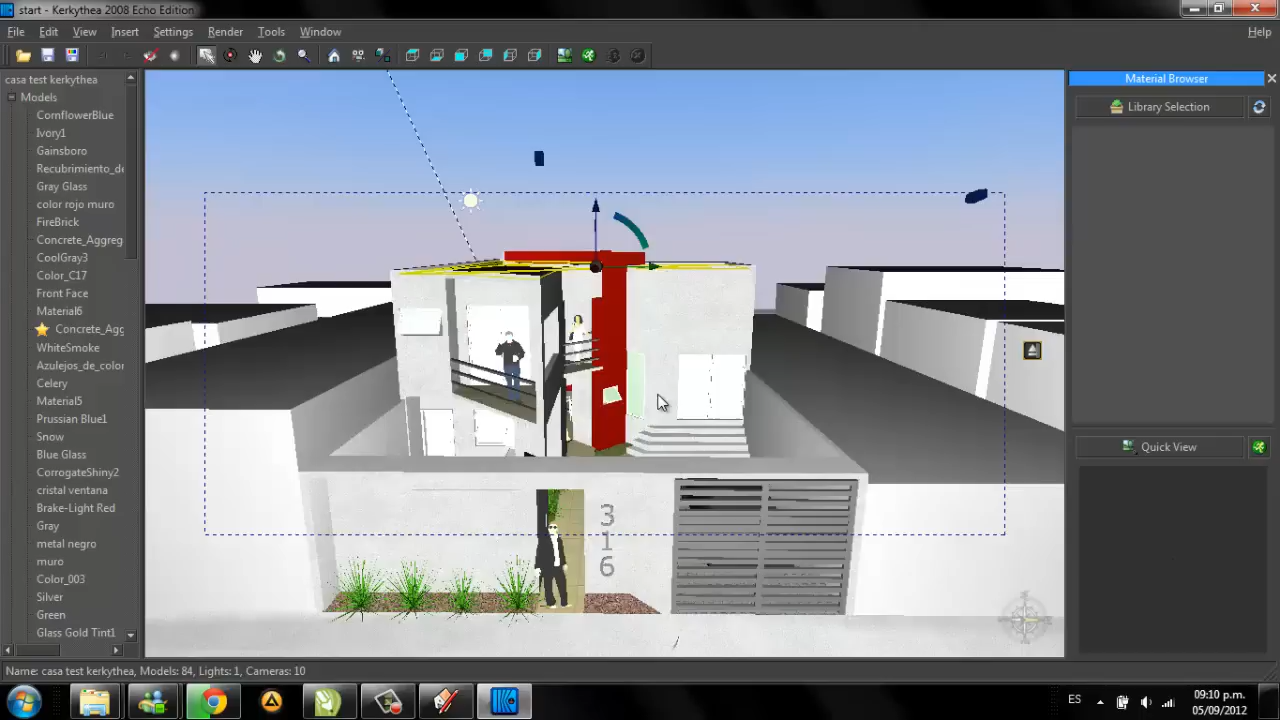 start - Kerkythea 2008 Echo Edition
File Edit View Insert Settings Render Tools Window Help
casa test kerkythea
Models
CornflowerBlue
Ivory1
Gainsboro
Recubrimiento_de
Gray Glass
color rojo muro
FireBrick
Concrete_Aggreg
CoolGray3
Color_C17
Front Face
Material6
Concrete_Agg
WhiteSmoke
Azulejos_de_color
Celery
Material5
Prussian Blue1
Snow
Blue Glass
CorrogateShiny2
cristal ventana
Brake-Light Red
Gray
metal negro
muro
Color_003
Silver
Green
Glass Gold Tint1
316
Material Browser
Library Selection
Quick View
Name: casa test kerkythea, Models: 84, Lights: 1, Cameras: 10
ES
09:10 p.m.
05/09/2012